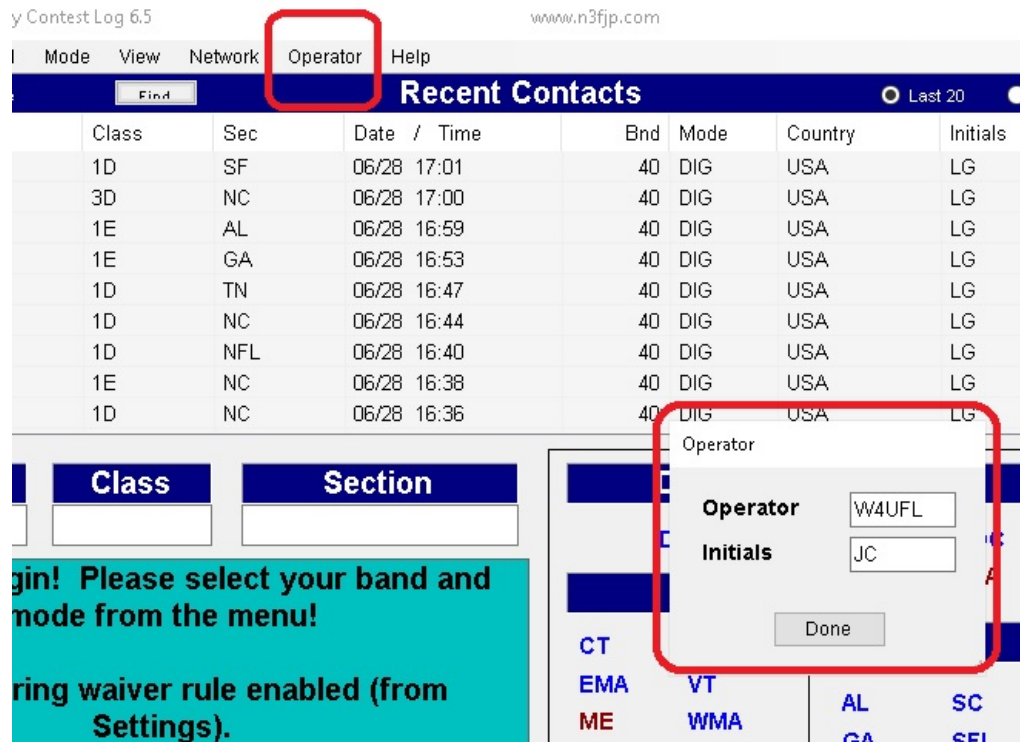 y Contest Log 6.5 www.n3fjp.com
Mode View Network Operator Help
Find Recent Contacts Last 20
Class Sec Date / Time Bnd Mode Country Initials
1D SF 06/28 17:01 40 DIG USA LG
3D NC 06/28 17:00 40 DIG USA LG
1E AL 06/28 16:59 40 DIG USA LG
1E GA 06/28 16:53 40 DIG USA LG
1D TN 06/28 16:47 40 DIG USA LG
1D NC 06/28 16:44 40 DIG USA LG
1D NFL 06/28 16:40 40 DIG USA LG
1E NC 06/28 16:38 40 DIG USA LG
1D NC 06/28 16:36 40 DIG USA LG
Operator
Class Section
Operator W4UFL
Initials JC
Done
gin! Please select your band and
mode from the menu!
ring waiver rule enabled (from
Settings).
CT
EMA VT
ME WMA
AL SC
GA SFL